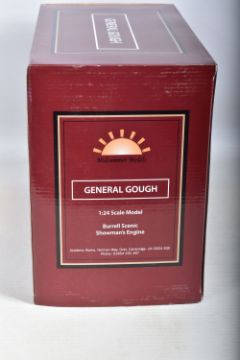 GENERAL GOUGH
Midsummer Models
GENERAL GOUGH
1:24 Scale Model
Burrell Scenic
Showman's Engine